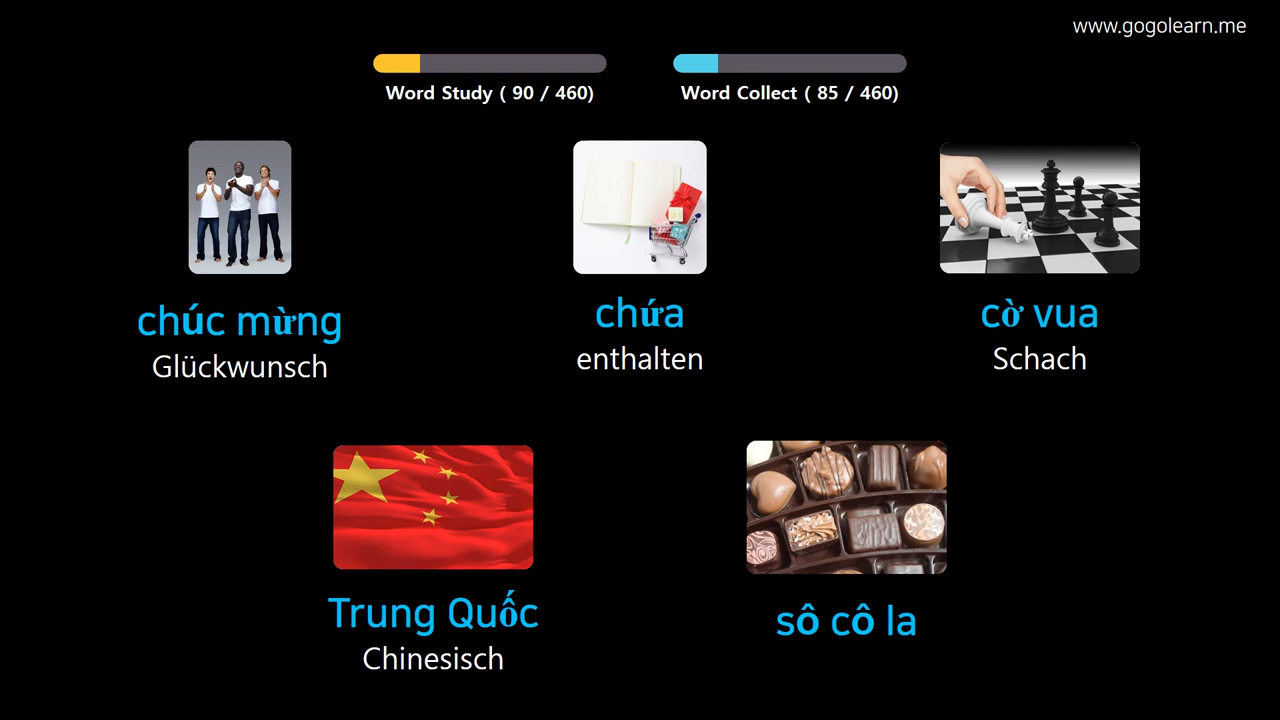 www.gogolearn.me
Word Study ( 90 / 460)
Word Collect ( 85 / 460)
chúc mừng
Glückwunsch
chứa
enthalten
cờ vua
Schach
Trung Quốc
Chinesisch
sô cô la